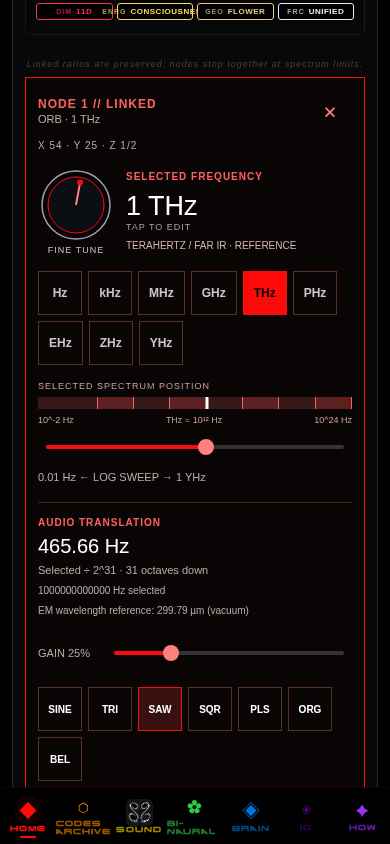 DIM 11D ENRG CONSCIOUSNE GEO FLOWER FRC UNIFIED
Linked ratios are preserved; nodes stop together at spectrum limits.
NODE 1 // LINKED
ORB · 1 THz
✕
X 54 · Y 25 · Z 1/2
SELECTED FREQUENCY
1 THz
TAP TO EDIT
TERAHERTZ / FAR IR · REFERENCE
FINE TUNE
Hz kHz MHz GHz THz PHz
EHz ZHz YHz
SELECTED SPECTRUM POSITION
10^-2 Hz THz = 10¹² Hz 10^24 Hz
0.01 Hz ← LOG SWEEP → 1 YHz
AUDIO TRANSLATION
465.66 Hz
Selected ÷ 2^31 · 31 octaves down
1000000000000 Hz selected
EM wavelength reference: 299.79 µm (vacuum)
GAIN 25%
SINE TRI SAW SQR PLS ORG
BEL
HOME CODES ARCHIVE SOUND BI-NAURAL BRAIN IQ HOW